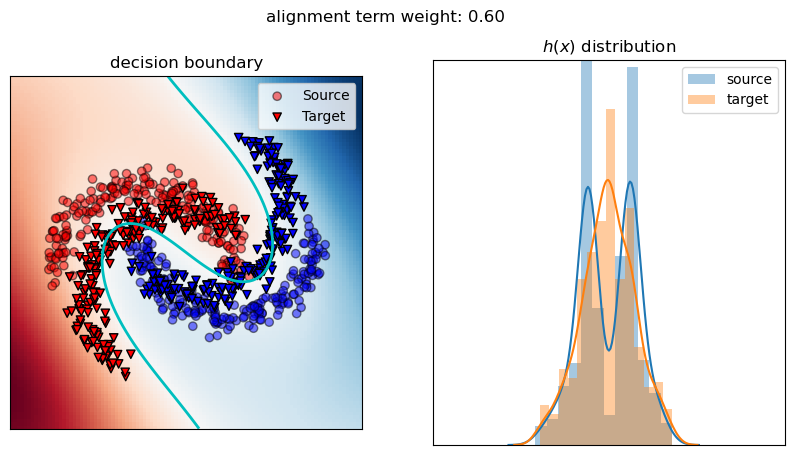 alignment term weight: 0.60
decision boundary
Source
Target
h(x) distribution
source
target